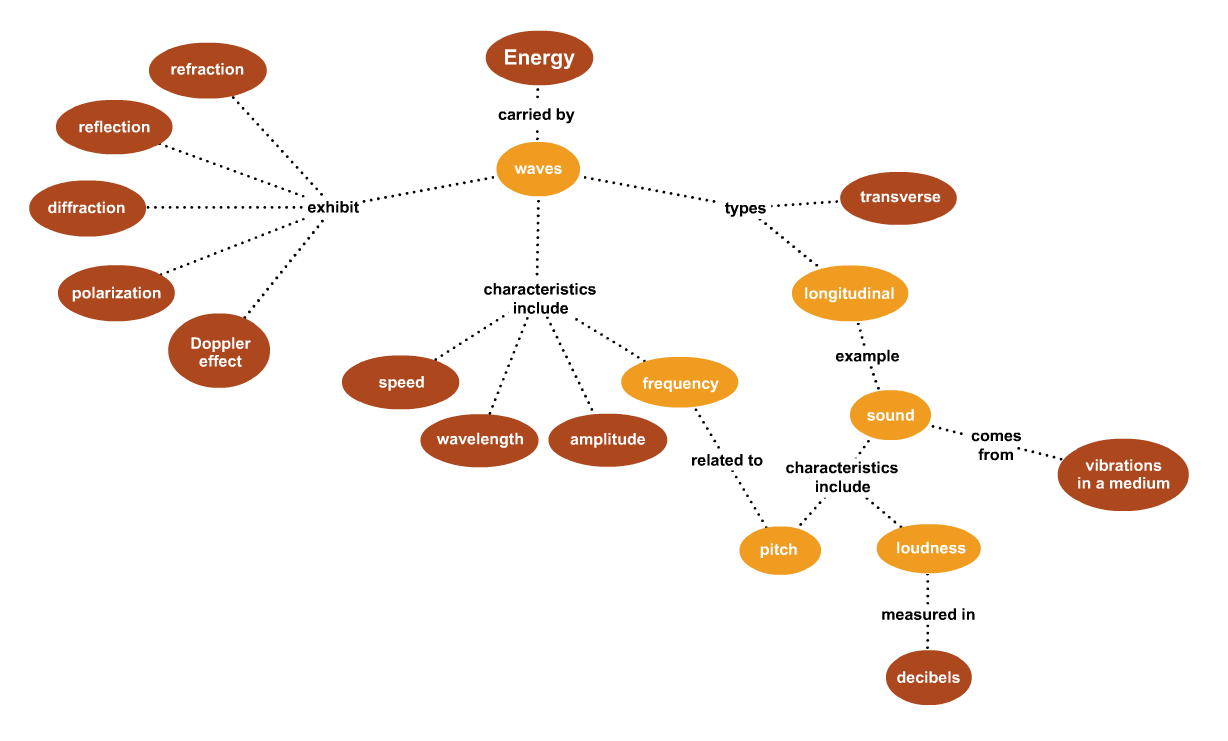 Energy
carried by
waves
refraction
reflection
diffraction
polarization
Doppler
effect
exhibit
types
transverse
longitudinal
example
sound
comes
from
vibrations
in a medium
characteristics
include
speed
wavelength
amplitude
frequency
related to
characteristics
include
pitch
loudness
measured in
decibels